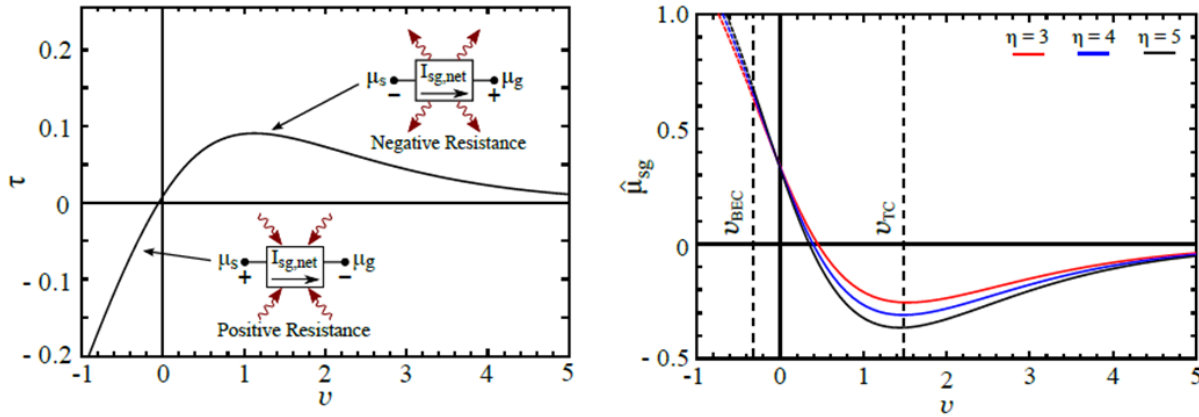 0.2
0.1
0
- 0.1
- 0.2
τ
-1 0 1 2 3 4 5
υ
μs I sg,net μg
− +
Negative Resistance
μs I sg,net μg
+ −
Positive Resistance
1.0
0.5
0
- 0.5
μ̂sg
η = 3 η = 4 η = 5
υBEC
υTC
-1 0 1 2 3 4 5
υ